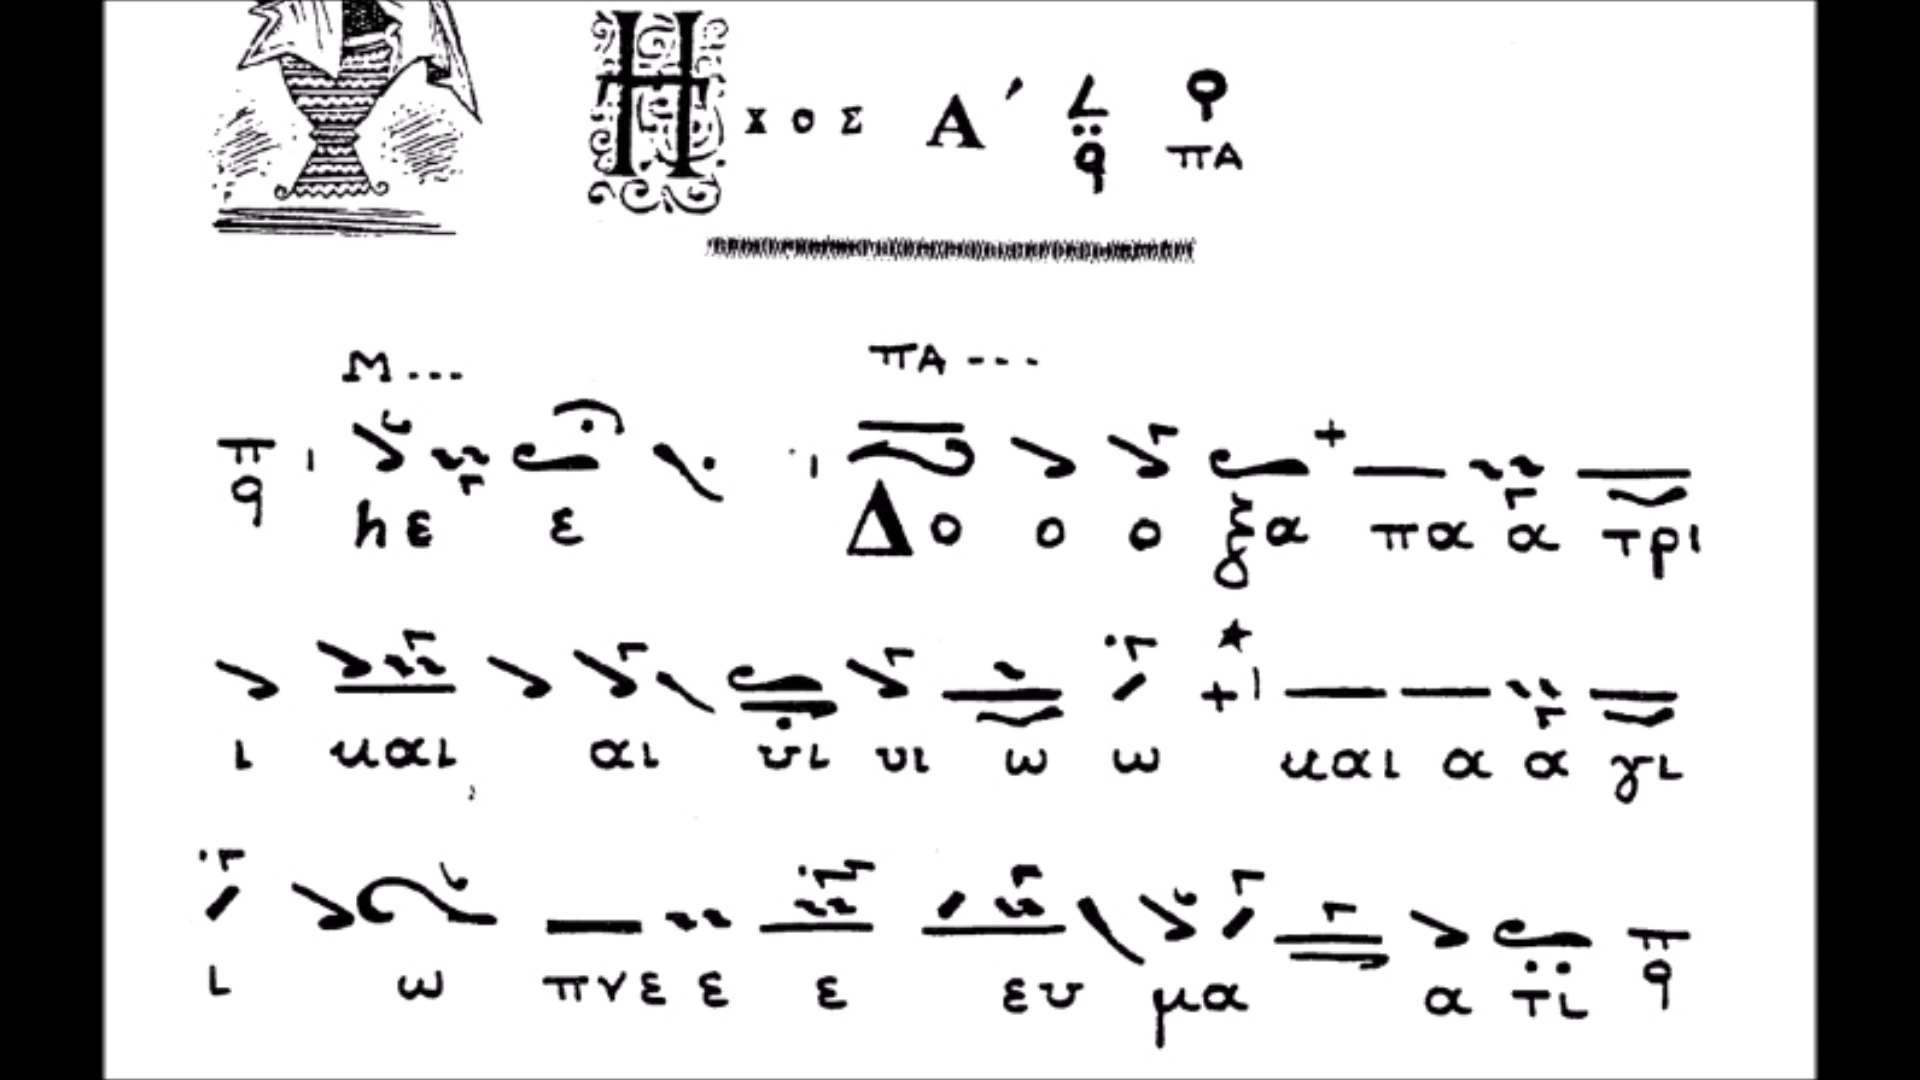 Ηχος Α΄ πα
Μ... πΑ---
hε ε Δο ο ο ξα πα α τρι
ι και αι υι υι ω ω και α α γι
ι ω πνε ε ε ευ μα α τι